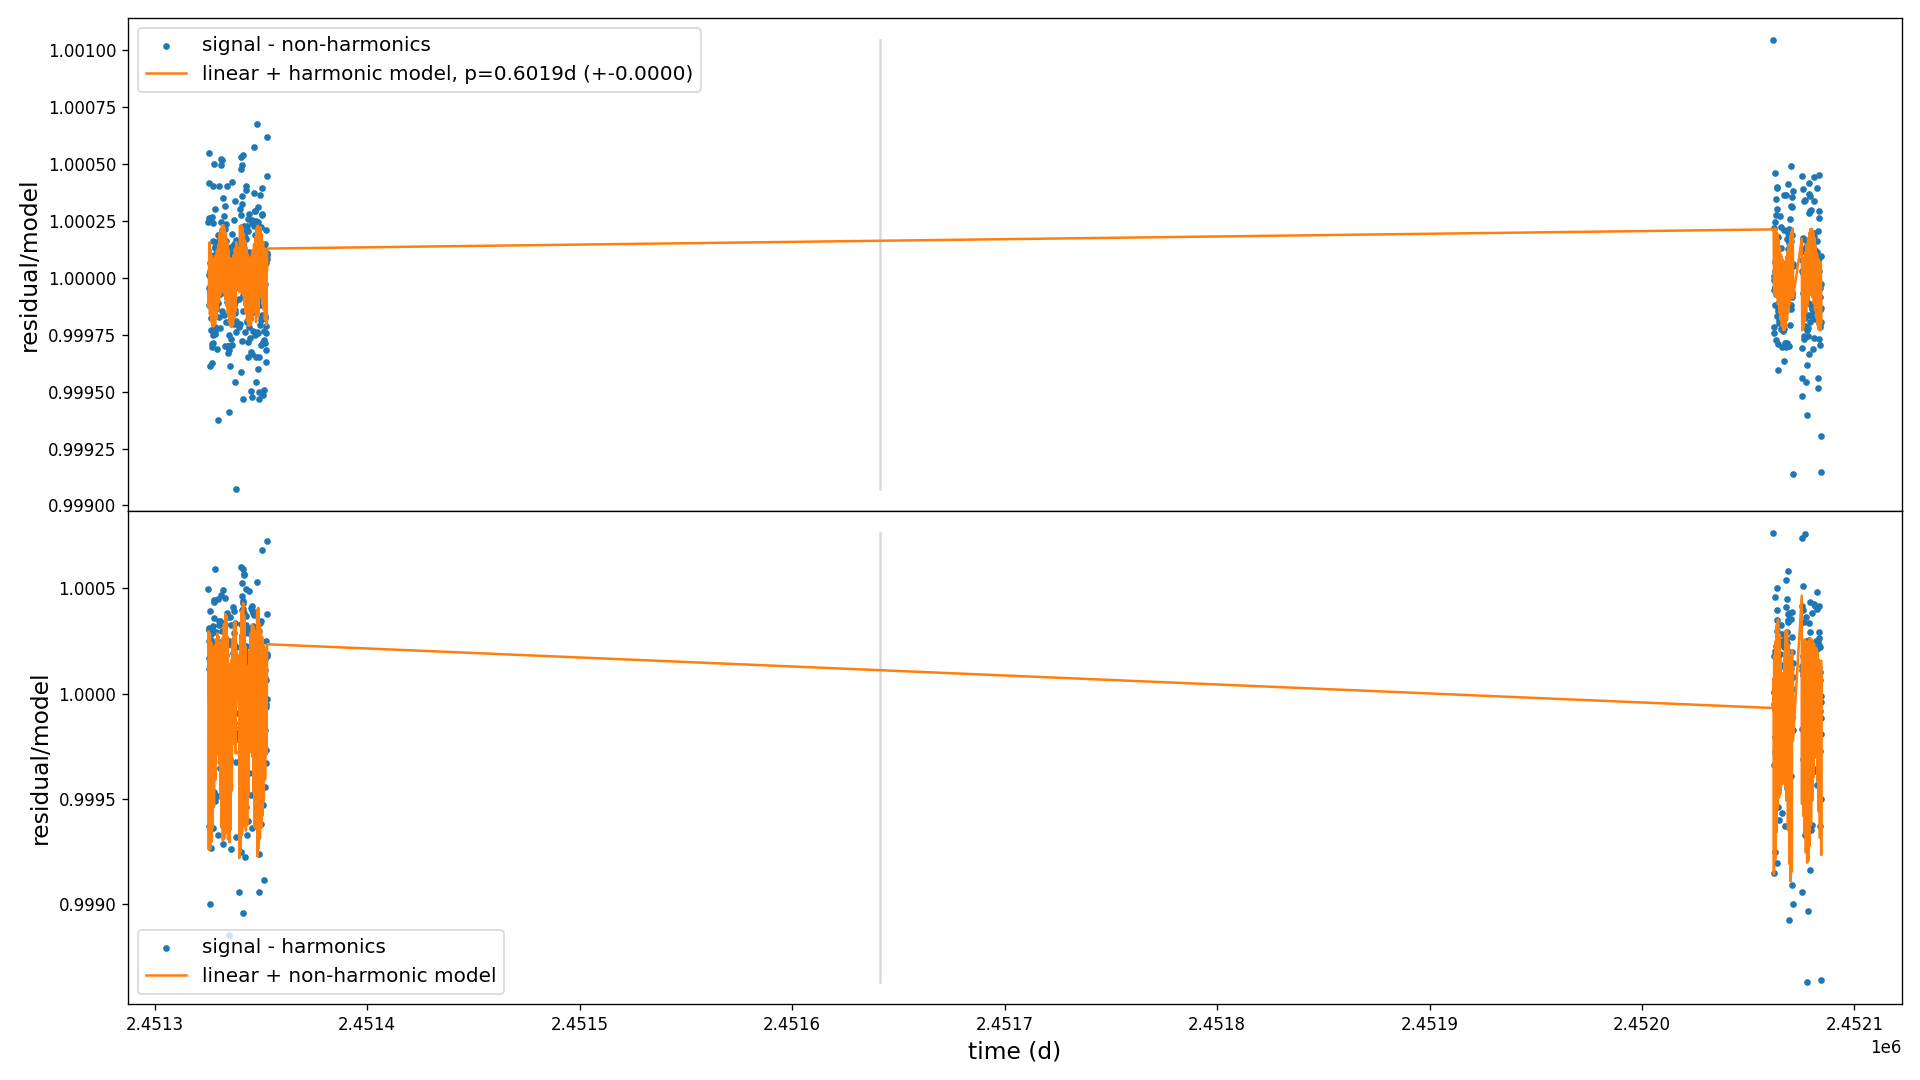 signal - non-harmonics
linear + harmonic model, p=0.6019d (+-0.0000)
1.00100
1.00075
1.00050
1.00025
1.00000
0.99975
0.99950
0.99925
0.99900
residual/model
1.0005
1.0000
0.9995
0.9990
residual/model
signal - harmonics
linear + non-harmonic model
2.4513
2.4514
2.4515
2.4516
2.4517
2.4518
2.4519
2.4520
2.4521
1e6
time (d)